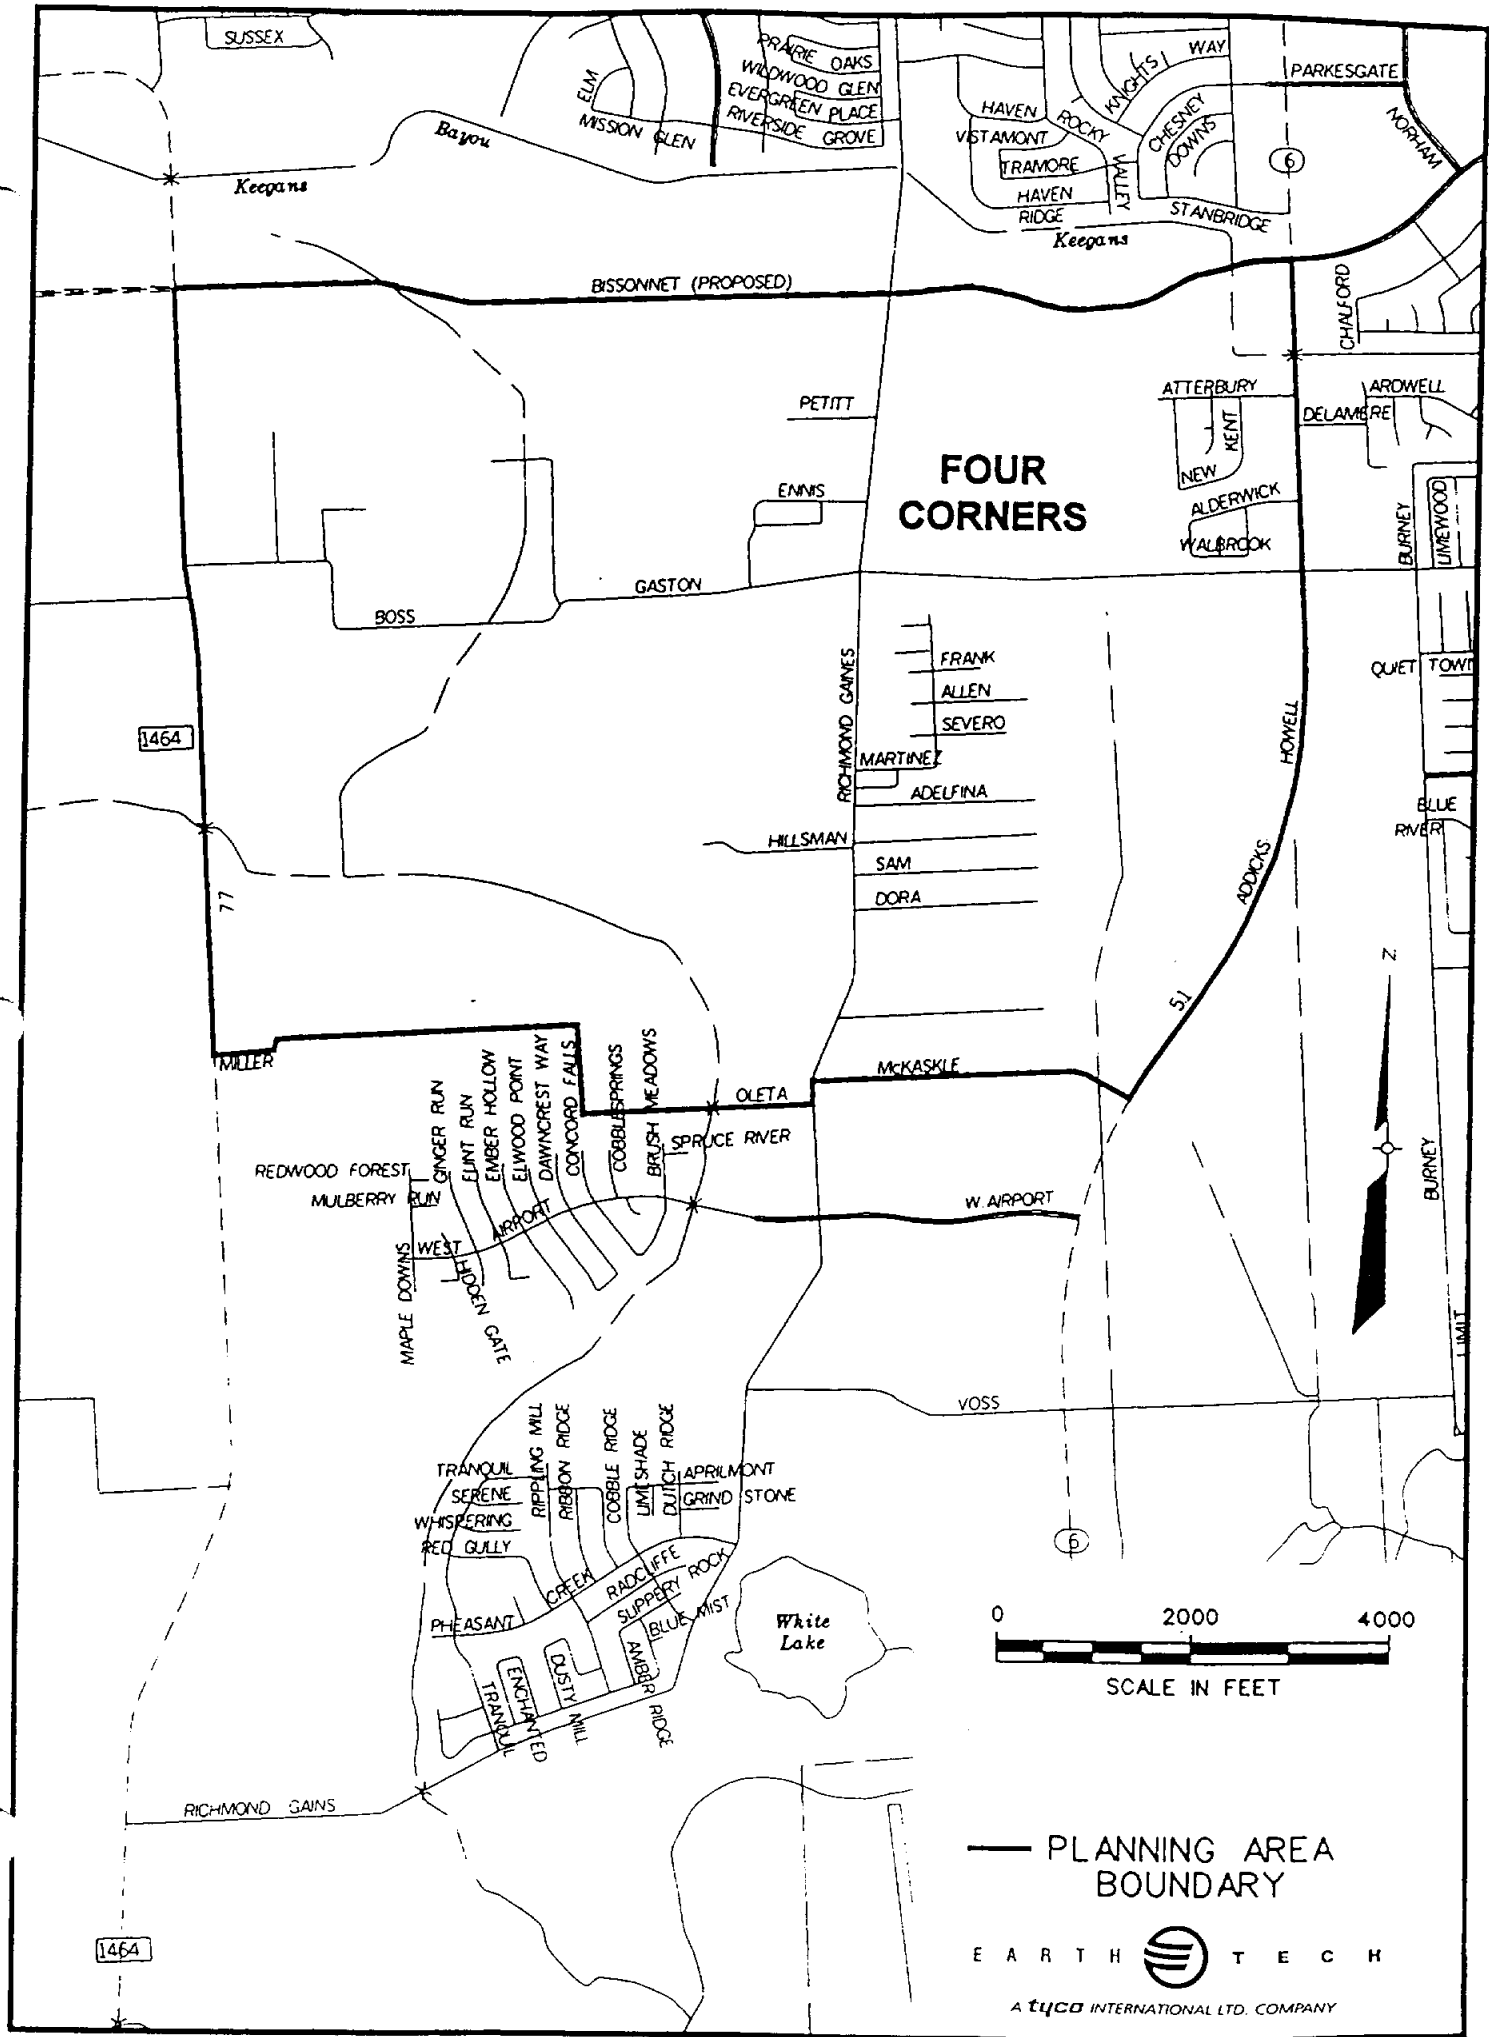 SUSSEX
PRAIRIE OAKS
WILDWOOD GLEN
EVERGREEN PLACE
RIVERSIDE GROVE
ELM
MISSION GLEN
Bayou
Keegans
KNIGHTS WAY
PARKESGATE
NORHAM
HAVEN
ROCKY
VALLEY
CHESNEY
DOWNS
VISTAMONT
TRAMORE
HAVEN
RIDGE
STANBRIDGE
6
Keegans
BISSONNET (PROPOSED)
CHALFORD
PETITT
ATTERBURY
ARDWELL
DELAMERE
KENT
NEW
FOUR
CORNERS
ENNIS
ALDERWICK
WALBROOK
BURNEY
LIMEWOOD
GASTON
BOSS
FRANK
ALLEN
SEVERO
MARTINEZ
RICHMOND GAINES
ADELFINA
HILLSMAN
SAM
DORA
QUIET TOWN
HOWELL
ADDICKS
51
BLUE
RIVER
1464
77
Z
MILLER
McKASKLE
OLETA
SPRUCE RIVER
GINGER RUN
FLINT RUN
EMBER HOLLOW
ELWOOD POINT
DAWNCREST WAY
CONCORD FALLS
COBBLESPRINGS
BRUSH MEADOWS
REDWOOD FOREST
MULBERRY RUN
WEST AIRPORT
W. AIRPORT
MAPLE DOWNS
HIDDEN GATE
BURNEY
LIMIT
VOSS
TRANQUIL
SERENE
WHISPERING
RED GULLY
RIPPLING MILL
RIBBON RIDGE
COBBLE RIDGE
LIMESHADE
DUTCH RIDGE
APRILMONT
GRIND STONE
6
PHEASANT CREEK
RADCLIFFE
SLIPPERY ROCK
BLUE MIST
AMBER RIDGE
DUSTY MILL
ENCHANTED
TRANQUIL
White
Lake
0 2000 4000
SCALE IN FEET
RICHMOND GAINS
1464
PLANNING AREA
BOUNDARY
EARTH TECH
A tyco INTERNATIONAL LTD. COMPANY